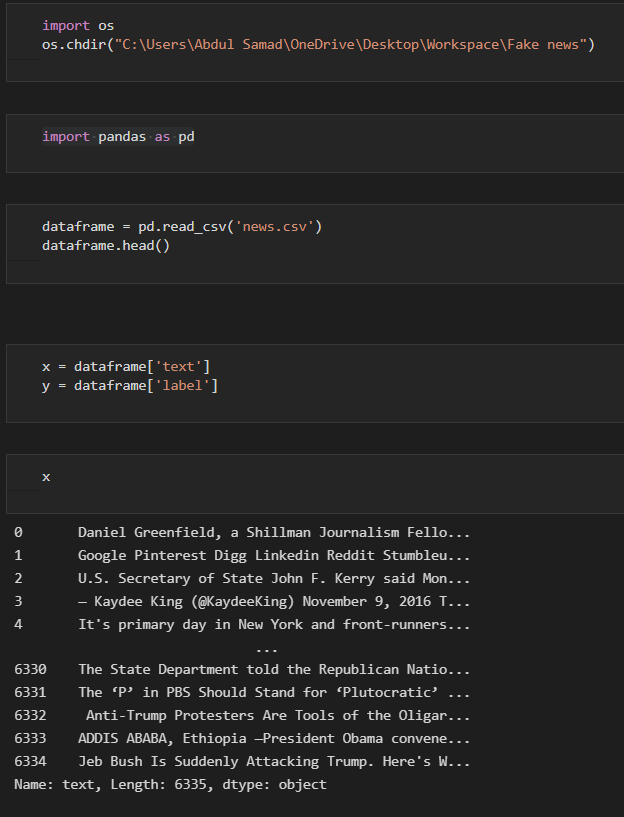 import os
os.chdir("C:\Users\Abdul Samad\OneDrive\Desktop\Workspace\Fake news")
import pandas as pd
dataframe = pd.read_csv('news.csv')
dataframe.head()
x = dataframe['text']
y = dataframe['label']
x
0       Daniel Greenfield, a Shillman Journalism Fello...
1       Google Pinterest Digg Linkedin Reddit Stumbleu...
2       U.S. Secretary of State John F. Kerry said Mon...
3       — Kaydee King (@KaydeeKing) November 9, 2016 T...
4       It's primary day in New York and front-runners...
                              ...
6330    The State Department told the Republican Natio...
6331    The ‘P’ in PBS Should Stand for ‘Plutocratic’ ...
6332     Anti-Trump Protesters Are Tools of the Oligar...
6333    ADDIS ABABA, Ethiopia —President Obama convene...
6334    Jeb Bush Is Suddenly Attacking Trump. Here's W...
Name: text, Length: 6335, dtype: object